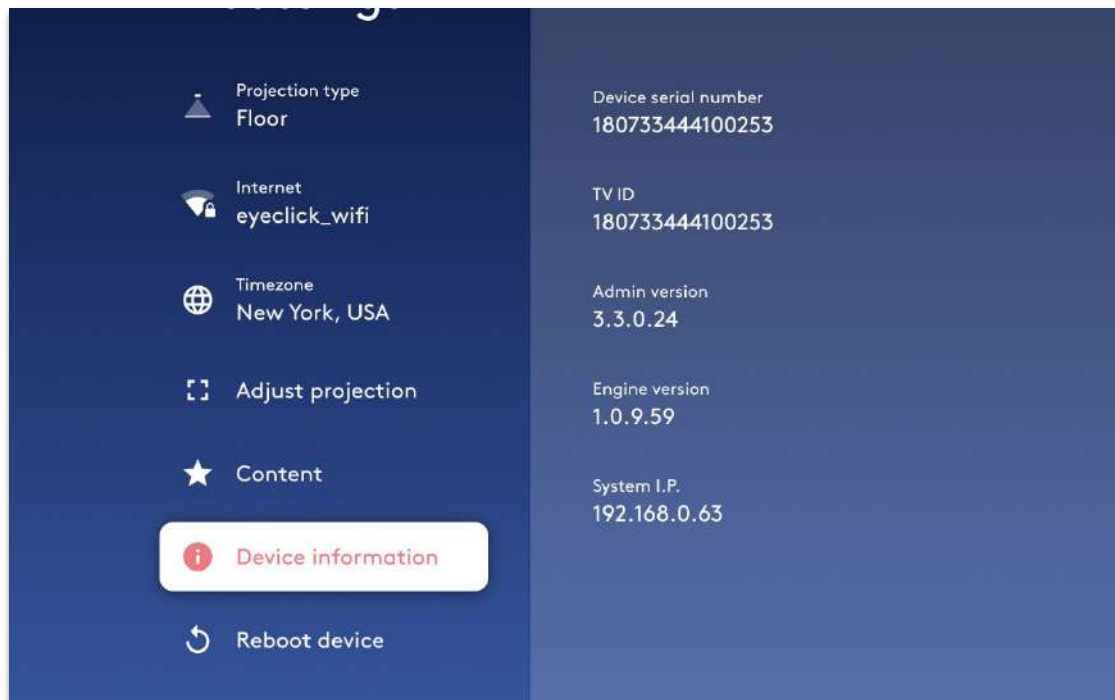 Projection type
Floor
Internet
eyeclick_wifi
Timezone
New York, USA
Adjust projection
Content
Device information
Reboot device
Device serial number
180733444100253
TV ID
180733444100253
Admin version
3.3.0.24
Engine version
1.0.9.59
System I.P.
192.168.0.63